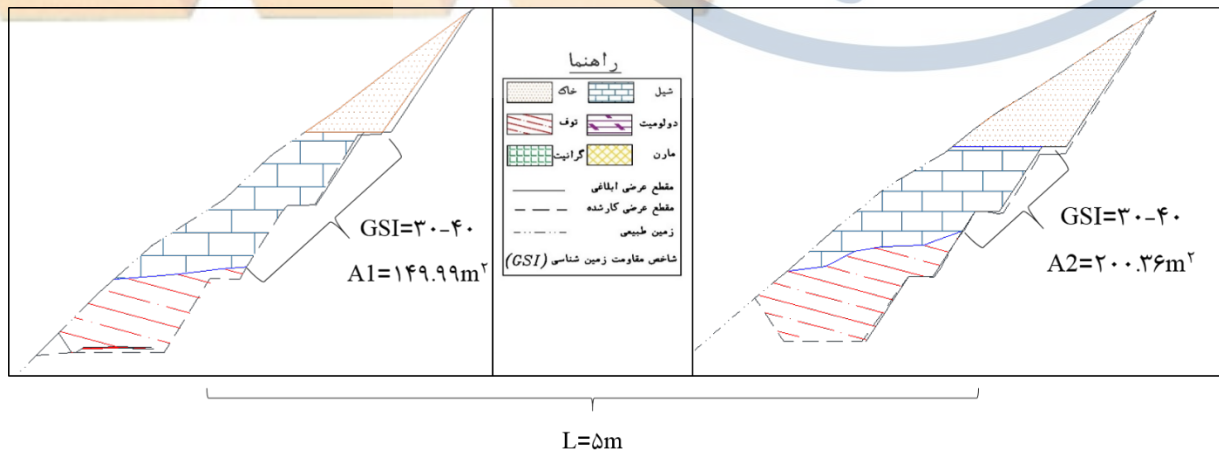 راهنما
خاک
شیل
توف
دولومیت
گرانیت
مارن
مقطع عرضی ابلاغی
مقطع عرضی کارشده
زمین طبیعی
شاخص مقاومت زمین شناسی (GSI)
GSI=۳۰-۴۰
A1=۱۴۹.۹۹m۲
GSI=۳۰-۴۰
A2=۲۰۰.۳۶m۲
L=۵m